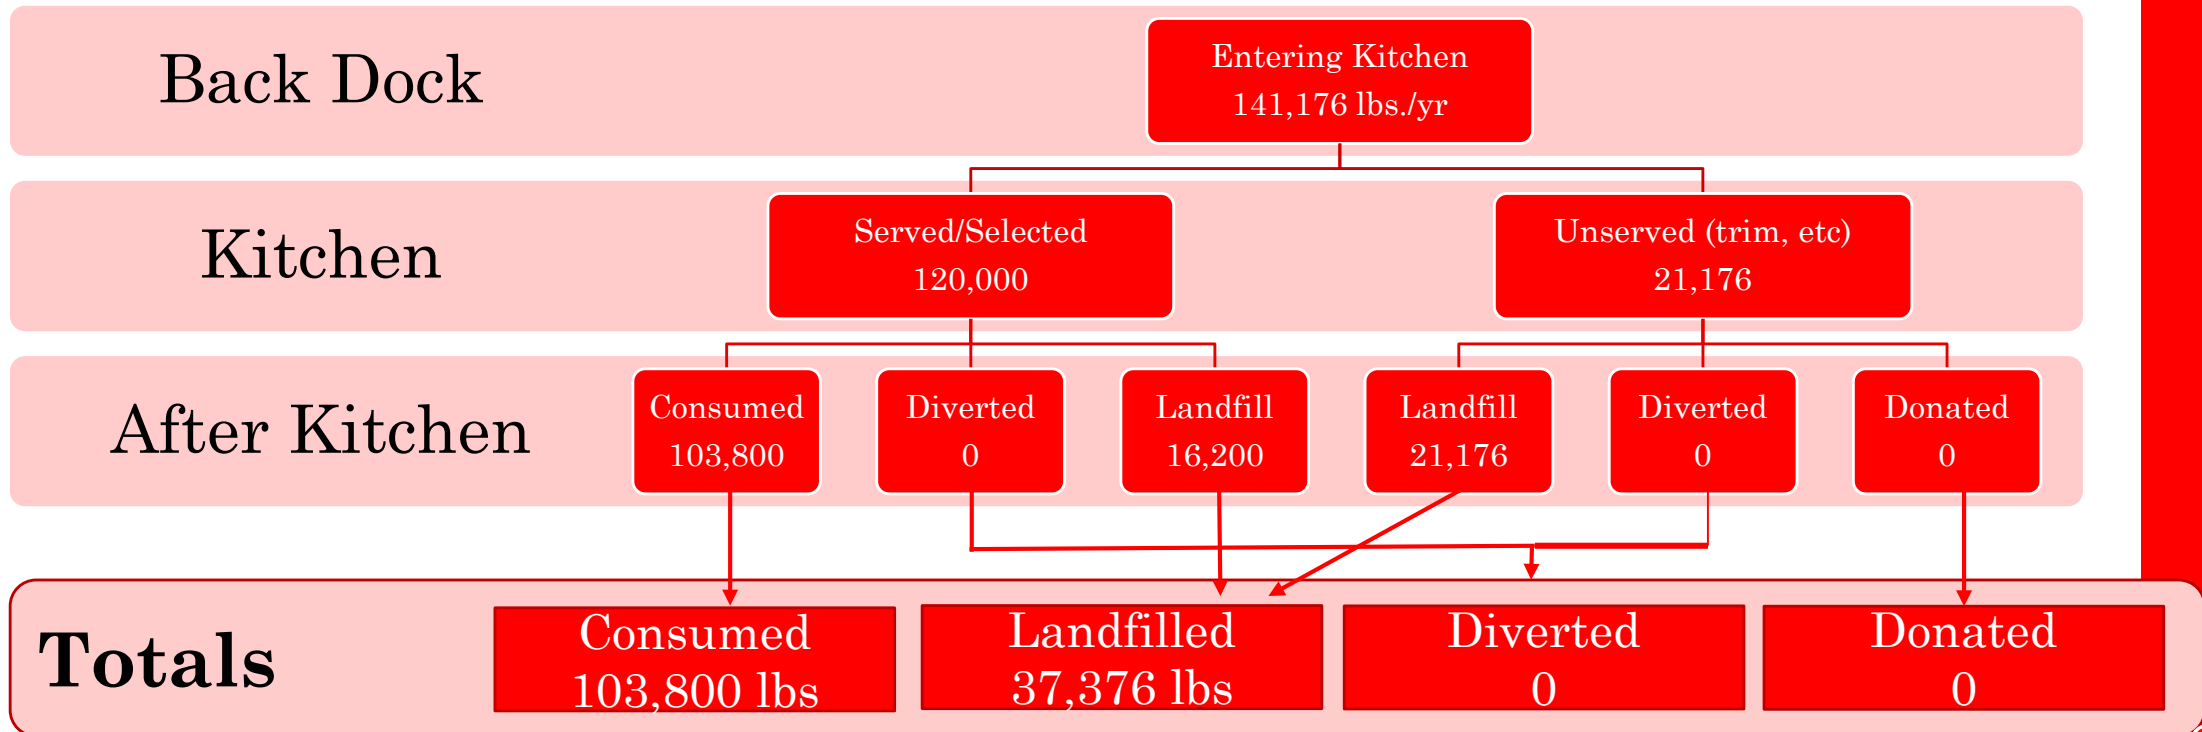 Back Dock
Entering Kitchen
141,176 lbs./yr
Kitchen
Served/Selected
120,000
Unserved (trim, etc)
21,176
After Kitchen
Consumed
103,800
Diverted
0
Landfill
16,200
Landfill
21,176
Diverted
0
Donated
0
Totals
Consumed
103,800 lbs
Landfilled
37,376 lbs
Diverted
0
Donated
0